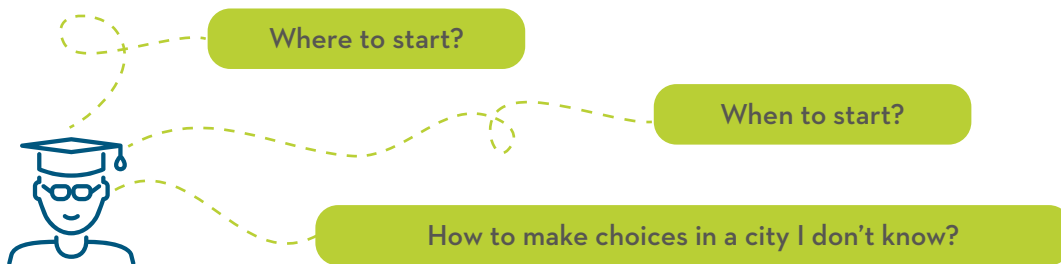 Where to start?
When to start?
How to make choices in a city I don’t know?